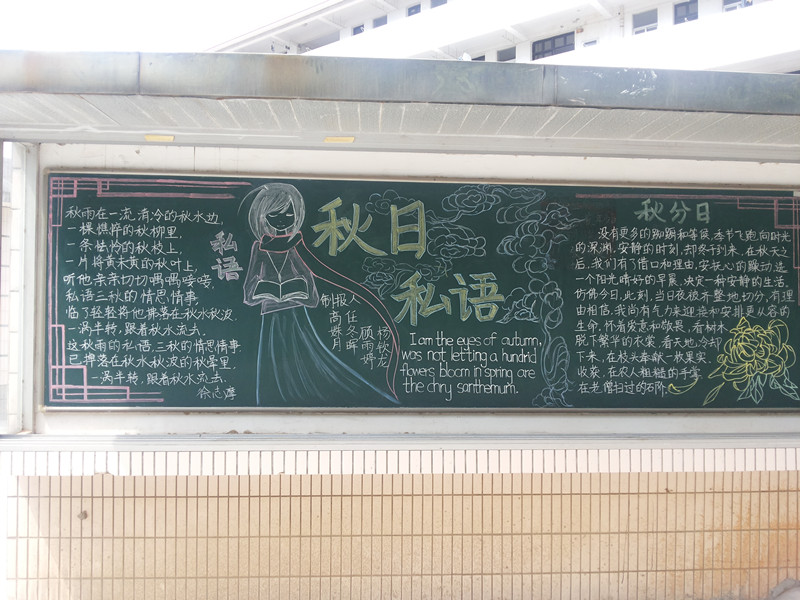 秋雨在一流清冷的秋水边,
一棵憔悴的秋柳里,
一条怯怜的秋枝上,
一片将黄未黄的秋叶上,
听他亲亲切切喁喁唼唼,
私语三秋的情思情事,
临了轻轻将他拂落在秋水秋波
一涡半转,跟着秋水流去.
这秋雨的私语,三秋的情思情事.
已掉落在秋水秋波的秋晕里.
一涡半转,跟着秋水流去.
徐志摩
私语
秋日
私语
制报人
高姝月
任冬晖
顾雨婷
杨钦龙
I am the eyes of autumn,
was not letting a hundrid
flowers bloom in spring are
the chry santhemum.
秋分日
没有更多的踟蹰和等候,季节飞跑,向时光
的深渊,安静的时刻,却终于到来.在秋天之
后,我们有了借口和理由,安抚心的躁动,选
一个阳光晴好的早晨,决定一种安静的生活.
仿佛今日,此刻,当日夜被齐整地切分,有理
由相信,我尚有气力来迎接和安排更从容的
生命,怀着爱意和敬畏.看树木
脱下繁华的衣裳.看天地,冷却
下来,在枝头奉献一枚果实.
收获,在农人粗糙的手掌.
在老僧扫过的石阶.